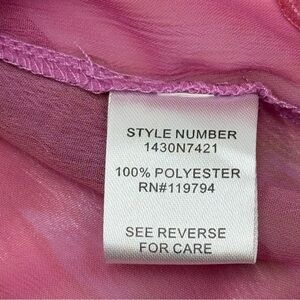 STYLE NUMBER
1430N7421
100% POLYESTER
RN#119794
SEE REVERSE
FOR CARE